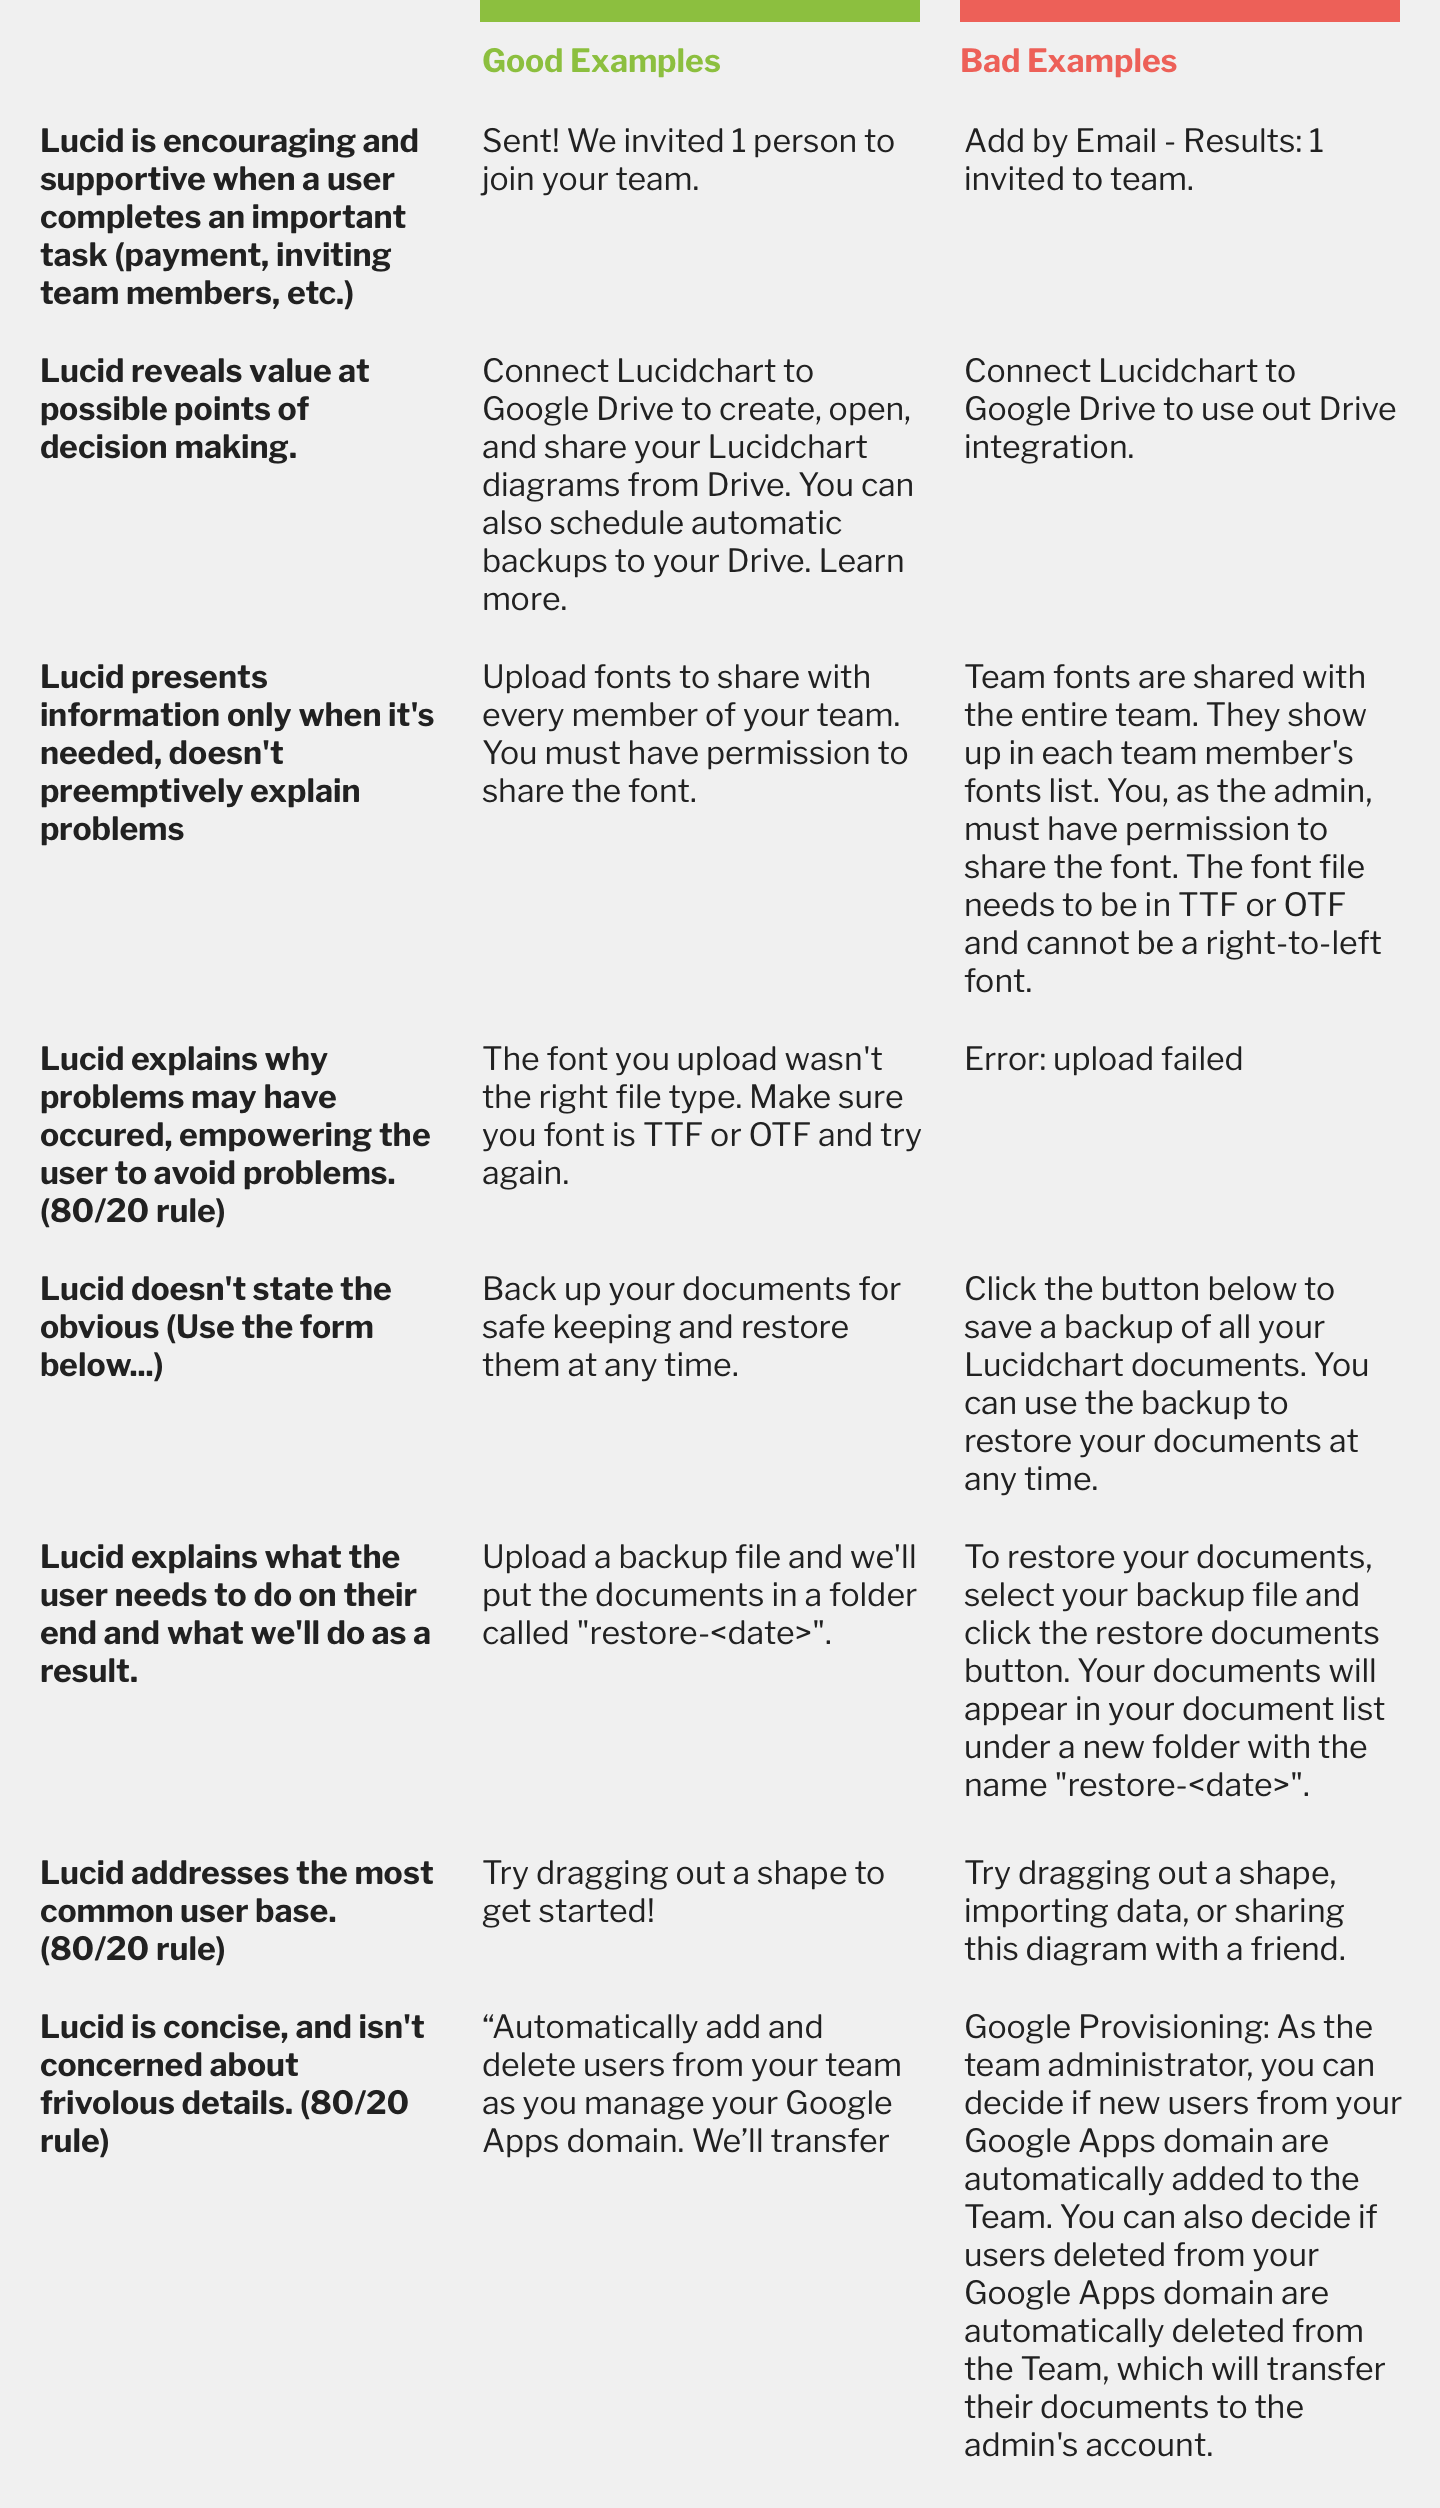 Good Examples
Bad Examples
Lucid is encouraging and
supportive when a user
completes an important
task (payment, inviting
team members, etc.)
Sent! We invited 1 person to
join your team.
Add by Email - Results: 1
invited to team.
Lucid reveals value at
possible points of
decision making.
Connect Lucidchart to
Google Drive to create, open,
and share your Lucidchart
diagrams from Drive. You can
also schedule automatic
backups to your Drive. Learn
more.
Connect Lucidchart to
Google Drive to use out Drive
integration.
Lucid presents
information only when it's
needed, doesn't
preemptively explain
problems
Upload fonts to share with
every member of your team.
You must have permission to
share the font.
Team fonts are shared with
the entire team. They show
up in each team member's
fonts list. You, as the admin,
must have permission to
share the font. The font file
needs to be in TTF or OTF
and cannot be a right-to-left
font.
Lucid explains why
problems may have
occured, empowering the
user to avoid problems.
(80/20 rule)
The font you upload wasn't
the right file type. Make sure
you font is TTF or OTF and try
again.
Error: upload failed
Lucid doesn't state the
obvious (Use the form
below...)
Back up your documents for
safe keeping and restore
them at any time.
Click the button below to
save a backup of all your
Lucidchart documents. You
can use the backup to
restore your documents at
any time.
Lucid explains what the
user needs to do on their
end and what we'll do as a
result.
Upload a backup file and we'll
put the documents in a folder
called "restore-<date>".
To restore your documents,
select your backup file and
click the restore documents
button. Your documents will
appear in your document list
under a new folder with the
name "restore-<date>".
Lucid addresses the most
common user base.
(80/20 rule)
Try dragging out a shape to
get started!
Try dragging out a shape,
importing data, or sharing
this diagram with a friend.
Lucid is concise, and isn't
concerned about
frivolous details. (80/20
rule)
“Automatically add and
delete users from your team
as you manage your Google
Apps domain. We’ll transfer
Google Provisioning: As the
team administrator, you can
decide if new users from your
Google Apps domain are
automatically added to the
Team. You can also decide if
users deleted from your
Google Apps domain are
automatically deleted from
the Team, which will transfer
their documents to the
admin's account.